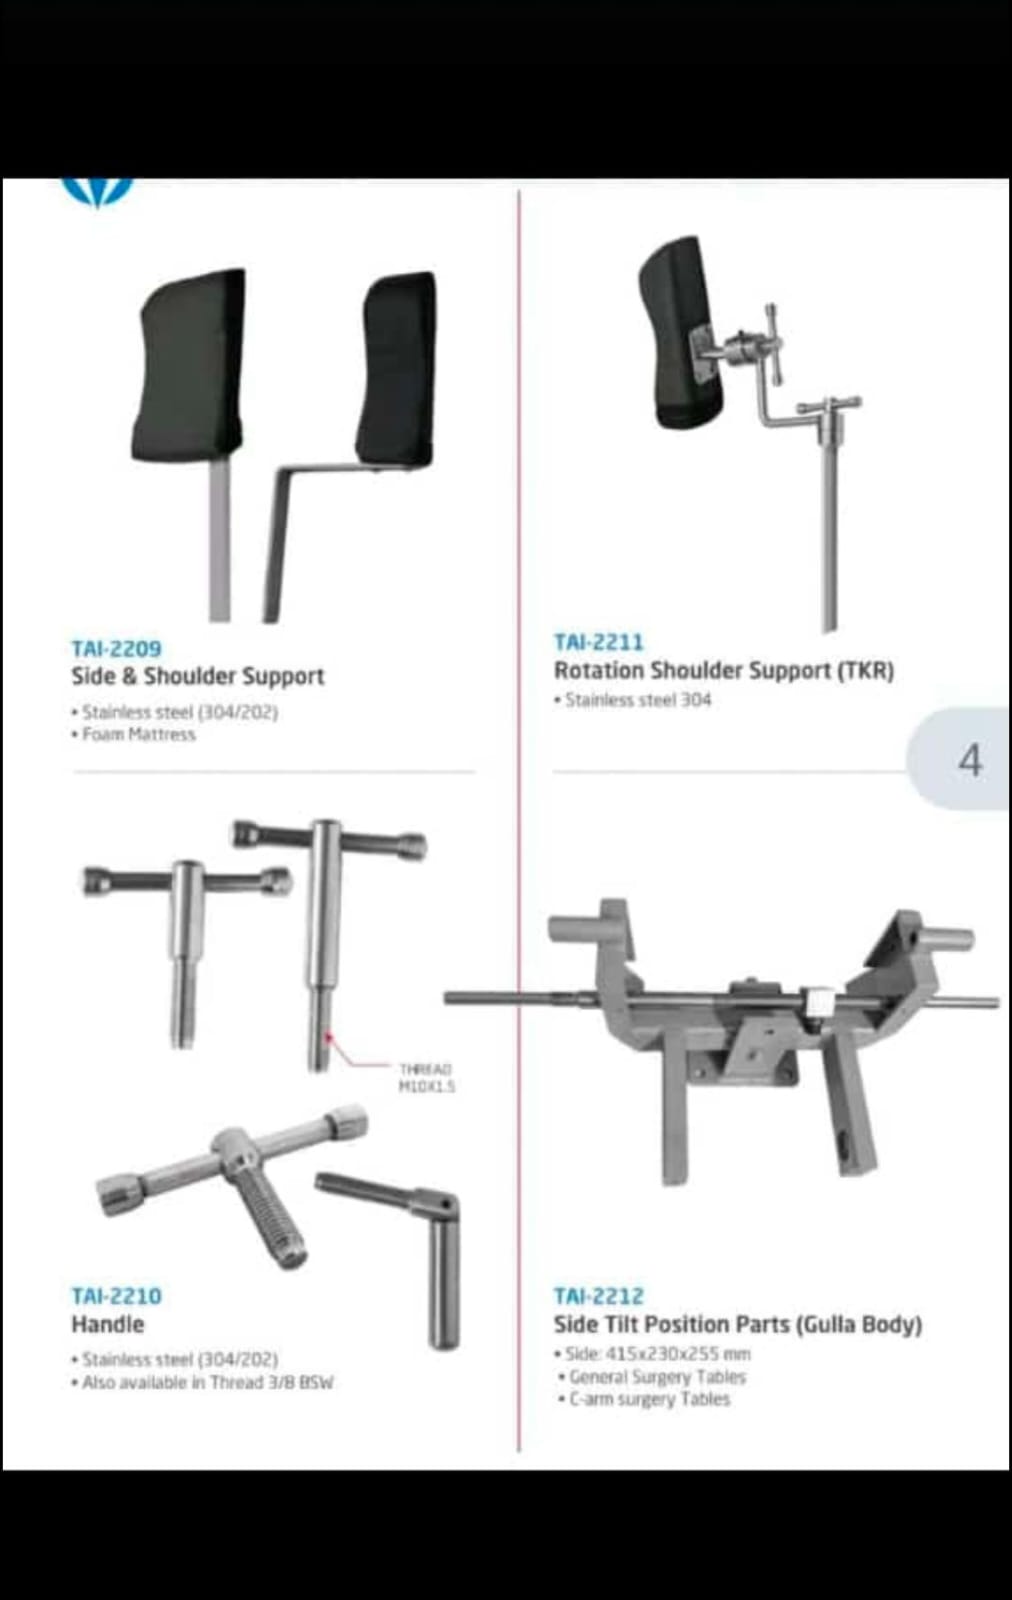 TAI-2209
Side & Shoulder Support
• Stainless steel (304/202)
• Foam Mattress
TAI-2211
Rotation Shoulder Support (TKR)
• Stainless steel 304
4
THREAD
M10X1.5
TAI-2210
Handle
• Stainless steel (304/202)
• Also available in Thread 3/8 BSW
TAI-2212
Side Tilt Position Parts (Gulla Body)
• Side: 415x230x255 mm
• General Surgery Tables
• C-arm surgery Tables